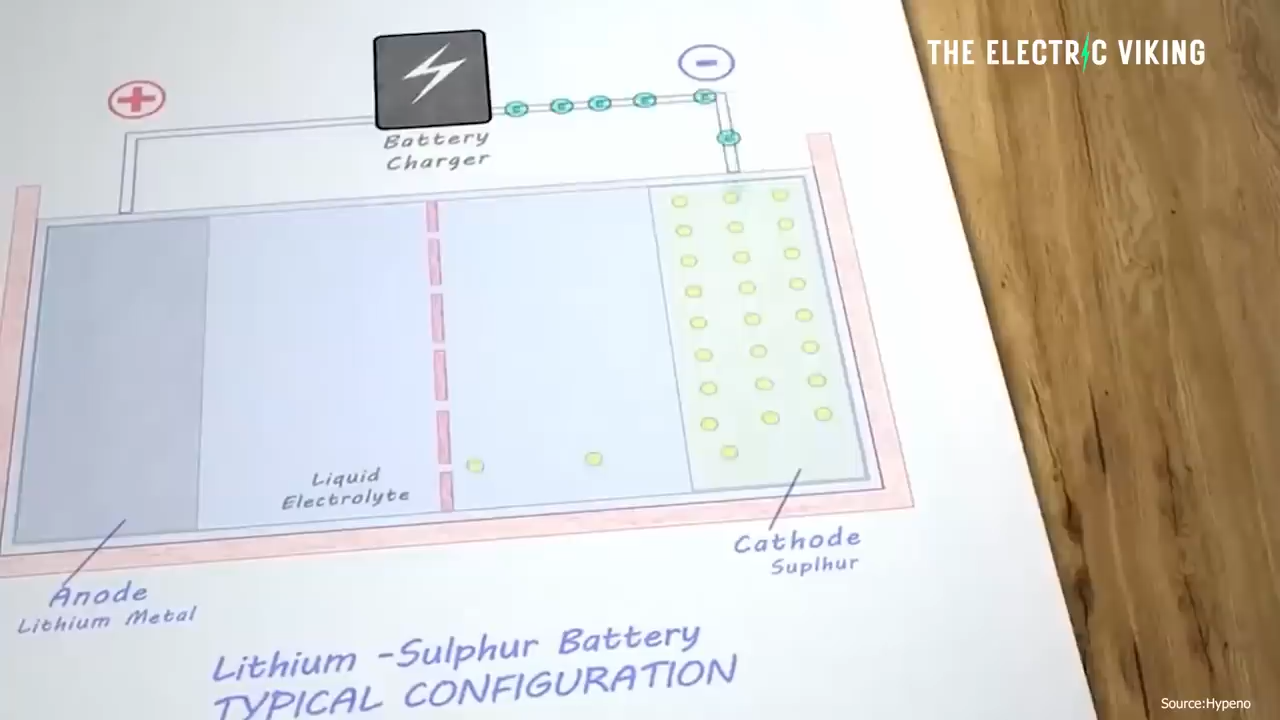 THE ELECTRIC VIKING
+
-
Battery
Charger
Liquid
Electrolyte
Anode
Lithium Metal
Cathode
Suplhur
Lithium -Sulphur Battery
TYPICAL CONFIGURATION
Source:Hypeno